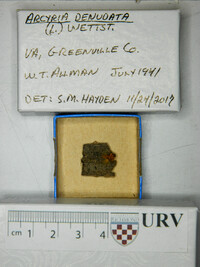 ARCYRIA DENUDATA
(L.) WETTST.
VA, GREENVILLE CO.
W.T. ALLMAN JULY 1941
DET: S.M. HAYDEN 11/24/2017
cm 1 2 3 4
URV